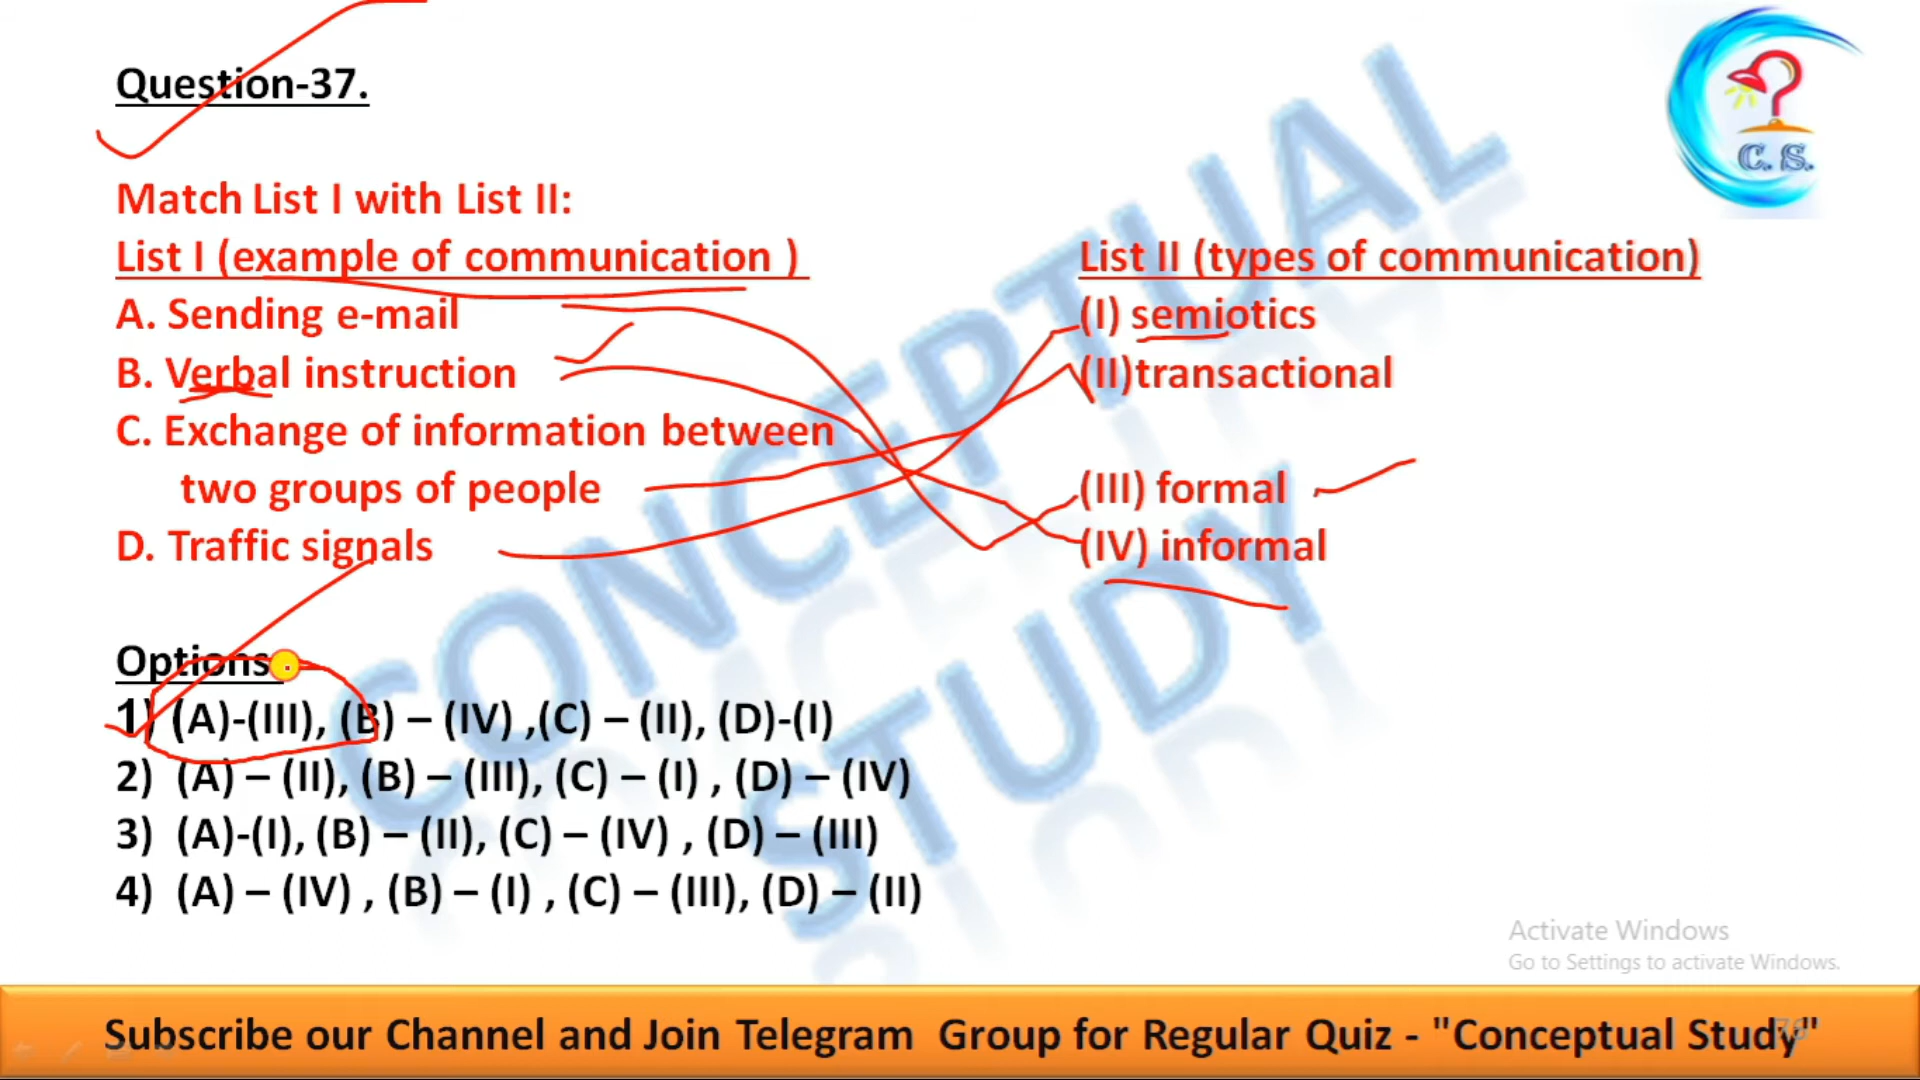 Question-37.
C. S.
Match List I with List II:
List I (example of communication )
List II (types of communication)
A. Sending e-mail
(I) semiotics
B. Verbal instruction
(II)transactional
C. Exchange of information between
two groups of people
(III) formal
D. Traffic signals
(IV) informal
Options
1) (A)-(III), (B) – (IV) ,(C) – (II), (D)-(I)
2) (A) – (II), (B) – (III), (C) – (I) , (D) – (IV)
3) (A)-(I), (B) – (II), (C) – (IV) , (D) – (III)
4) (A) – (IV) , (B) – (I) , (C) – (III), (D) – (II)
CONCEPTUAL
STUDY
Activate Windows
Go to Settings to activate Windows.
Subscribe our Channel and Join Telegram Group for Regular Quiz - "Conceptual Study"